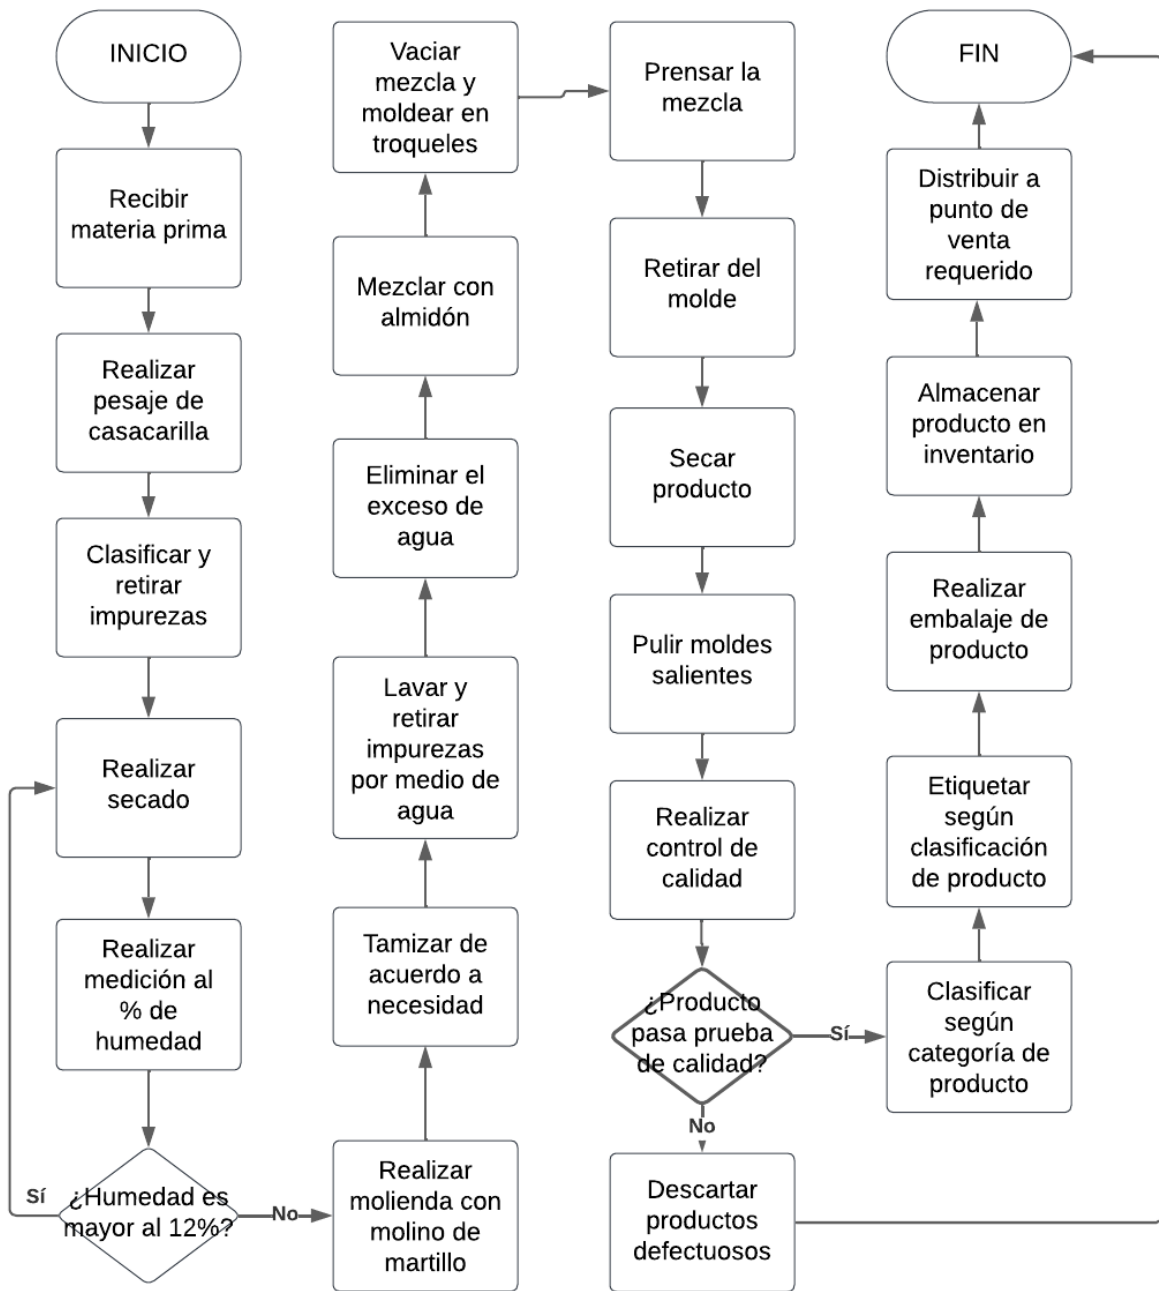 INICIO
Recibir
materia prima
Realizar
pesaje de
casacarilla
Clasificar y
retirar
impurezas
Realizar
secado
Realizar
medición al
% de
humedad
¿Humedad es
mayor al 12%?
Sí
No
Realizar
molienda con
molino de
martillo
Tamizar de
acuerdo a
necesidad
Lavar y
retirar
impurezas
por medio de
agua
Eliminar el
exceso de
agua
Mezclar con
almidón
Vaciar
mezcla y
moldear en
troqueles
Prensar la
mezcla
Retirar del
molde
Secar
producto
Pulir moldes
salientes
Realizar
control de
calidad
¿Producto
pasa prueba
de calidad?
Sí
No
Descartar
productos
defectuosos
Clasificar
según
categoría de
producto
Etiquetar
según
clasificación
de producto
Realizar
embalaje de
producto
Almacenar
producto en
inventario
Distribuir a
punto de
venta
requerido
FIN